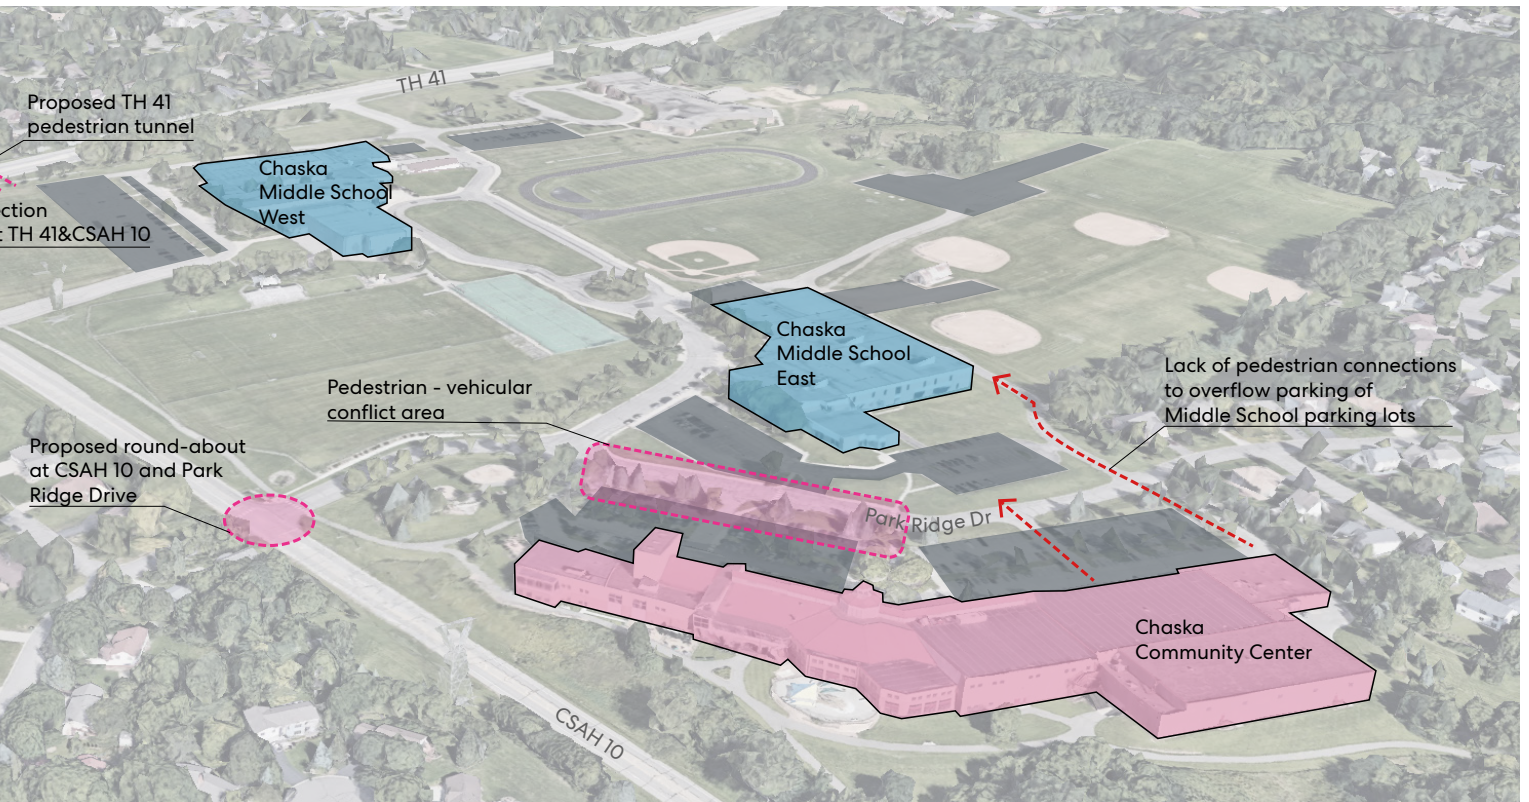 TH 41
Proposed TH 41
pedestrian tunnel
Chaska
Middle School
West
ction
TH 41&CSAH 10
Chaska
Middle School
East
Lack of pedestrian connections
to overflow parking of
Middle School parking lots
Pedestrian - vehicular
conflict area
Proposed round-about
at CSAH 10 and Park
Ridge Drive
Park Ridge Dr
Chaska
Community Center
CSAH 10